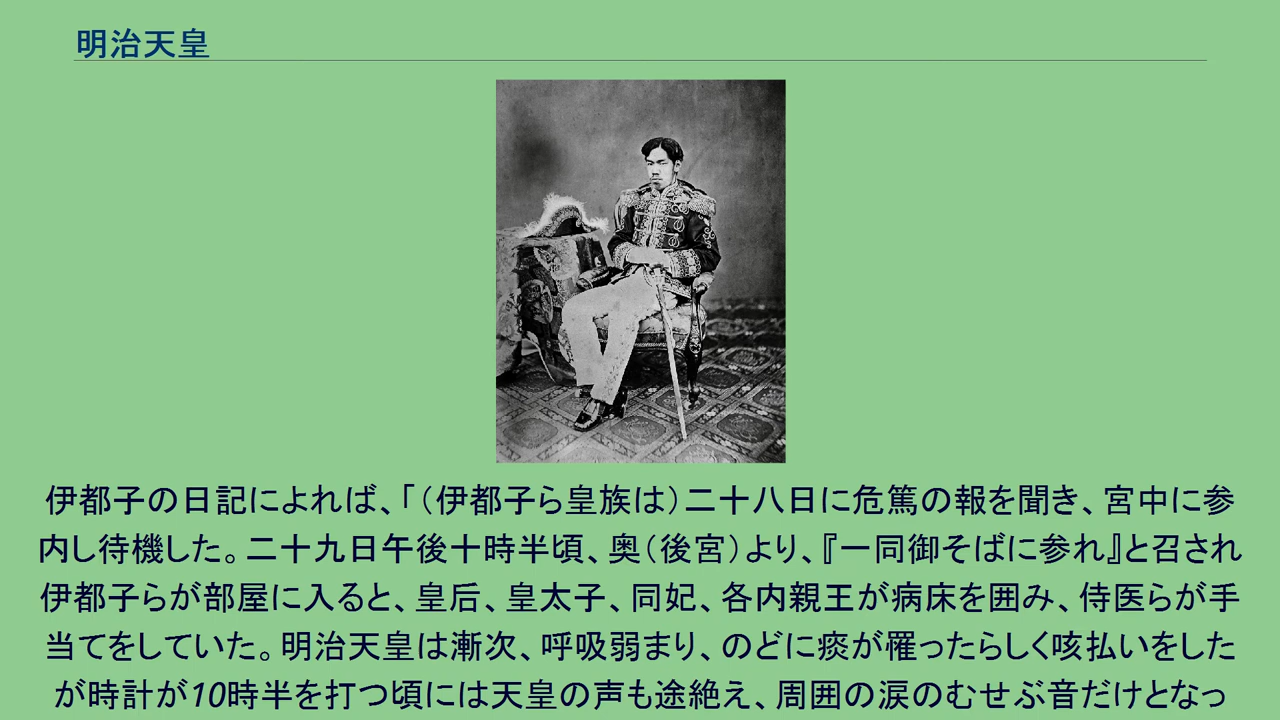 明治天皇
伊都子の日記によれば、「（伊都子ら皇族は）二十八日に危篤の報を聞き、宮中に参
内し待機した。二十九日午後十時半頃、奥（後宮）より、『一同御そばに参れ』と召され
伊都子らが部屋に入ると、皇后、皇太子、同妃、各内親王が病床を囲み、侍医らが手
当てをしていた。明治天皇は漸次、呼吸弱まり、のどに痰が罹ったらしく咳払いをした
が時計が10時半を打つ頃には天皇の声も途絶え、周囲の涙のむせぶ音だけとなっ